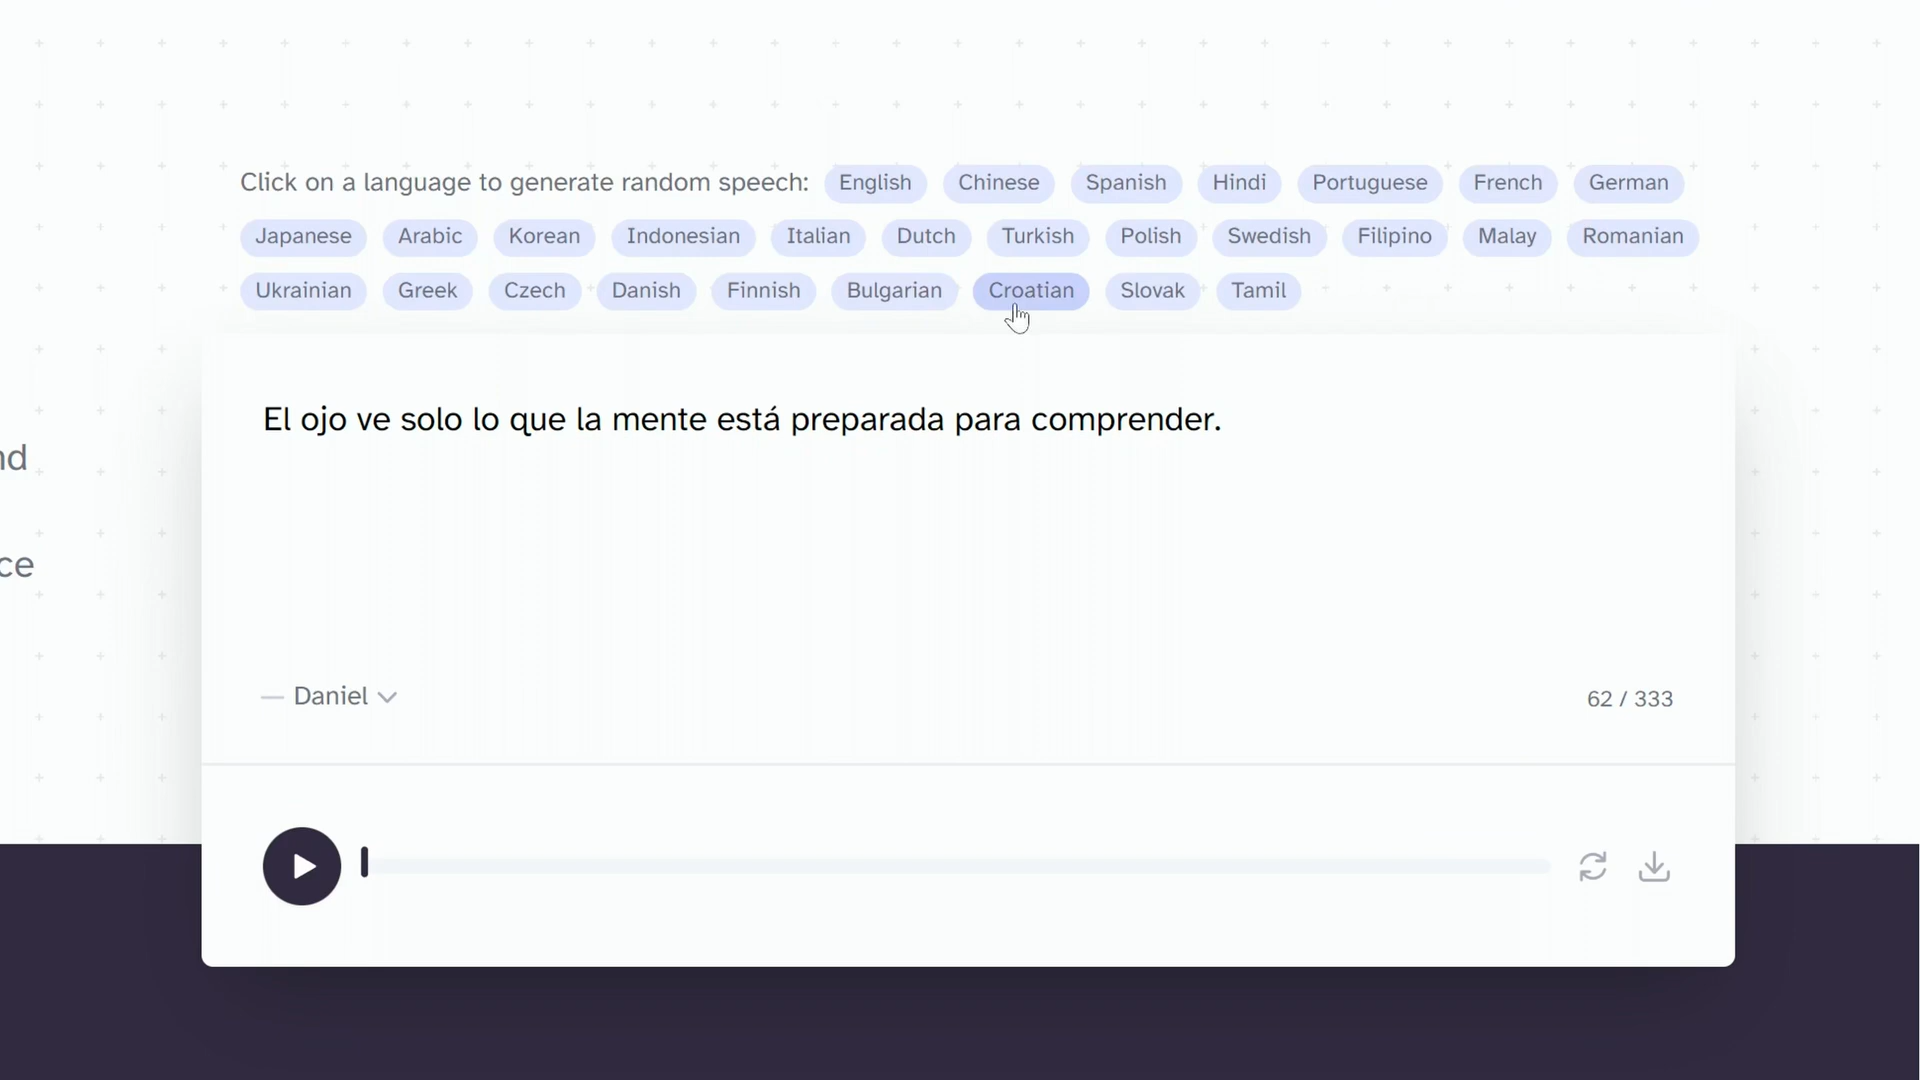 Click on a language to generate random speech: English Chinese Spanish Hindi Portuguese French German
Japanese Arabic Korean Indonesian Italian Dutch Turkish Polish Swedish Filipino Malay Romanian
Ukrainian Greek Czech Danish Finnish Bulgarian Croatian Slovak Tamil
El ojo ve solo lo que la mente está preparada para comprender.
— Daniel
62 / 333